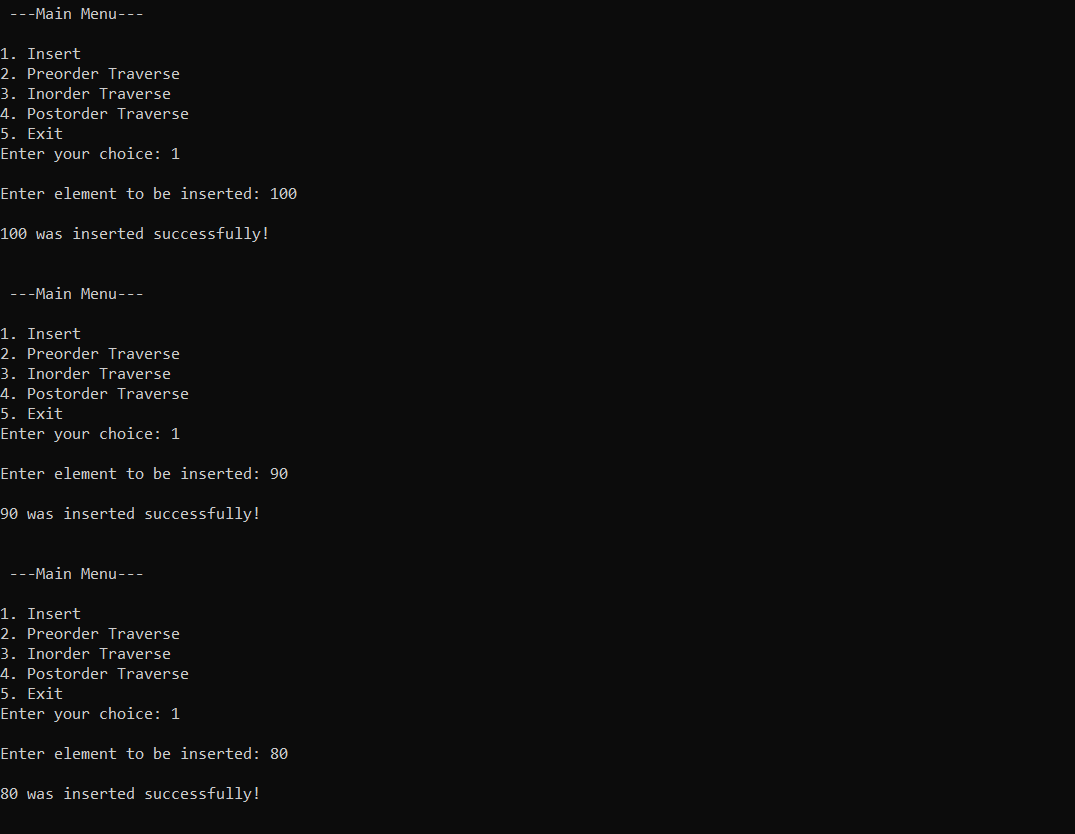 ---Main Menu---
1. Insert
2. Preorder Traverse
3. Inorder Traverse
4. Postorder Traverse
5. Exit
Enter your choice: 1
Enter element to be inserted: 100
100 was inserted successfully!
---Main Menu---
1. Insert
2. Preorder Traverse
3. Inorder Traverse
4. Postorder Traverse
5. Exit
Enter your choice: 1
Enter element to be inserted: 90
90 was inserted successfully!
---Main Menu---
1. Insert
2. Preorder Traverse
3. Inorder Traverse
4. Postorder Traverse
5. Exit
Enter your choice: 1
Enter element to be inserted: 80
80 was inserted successfully!